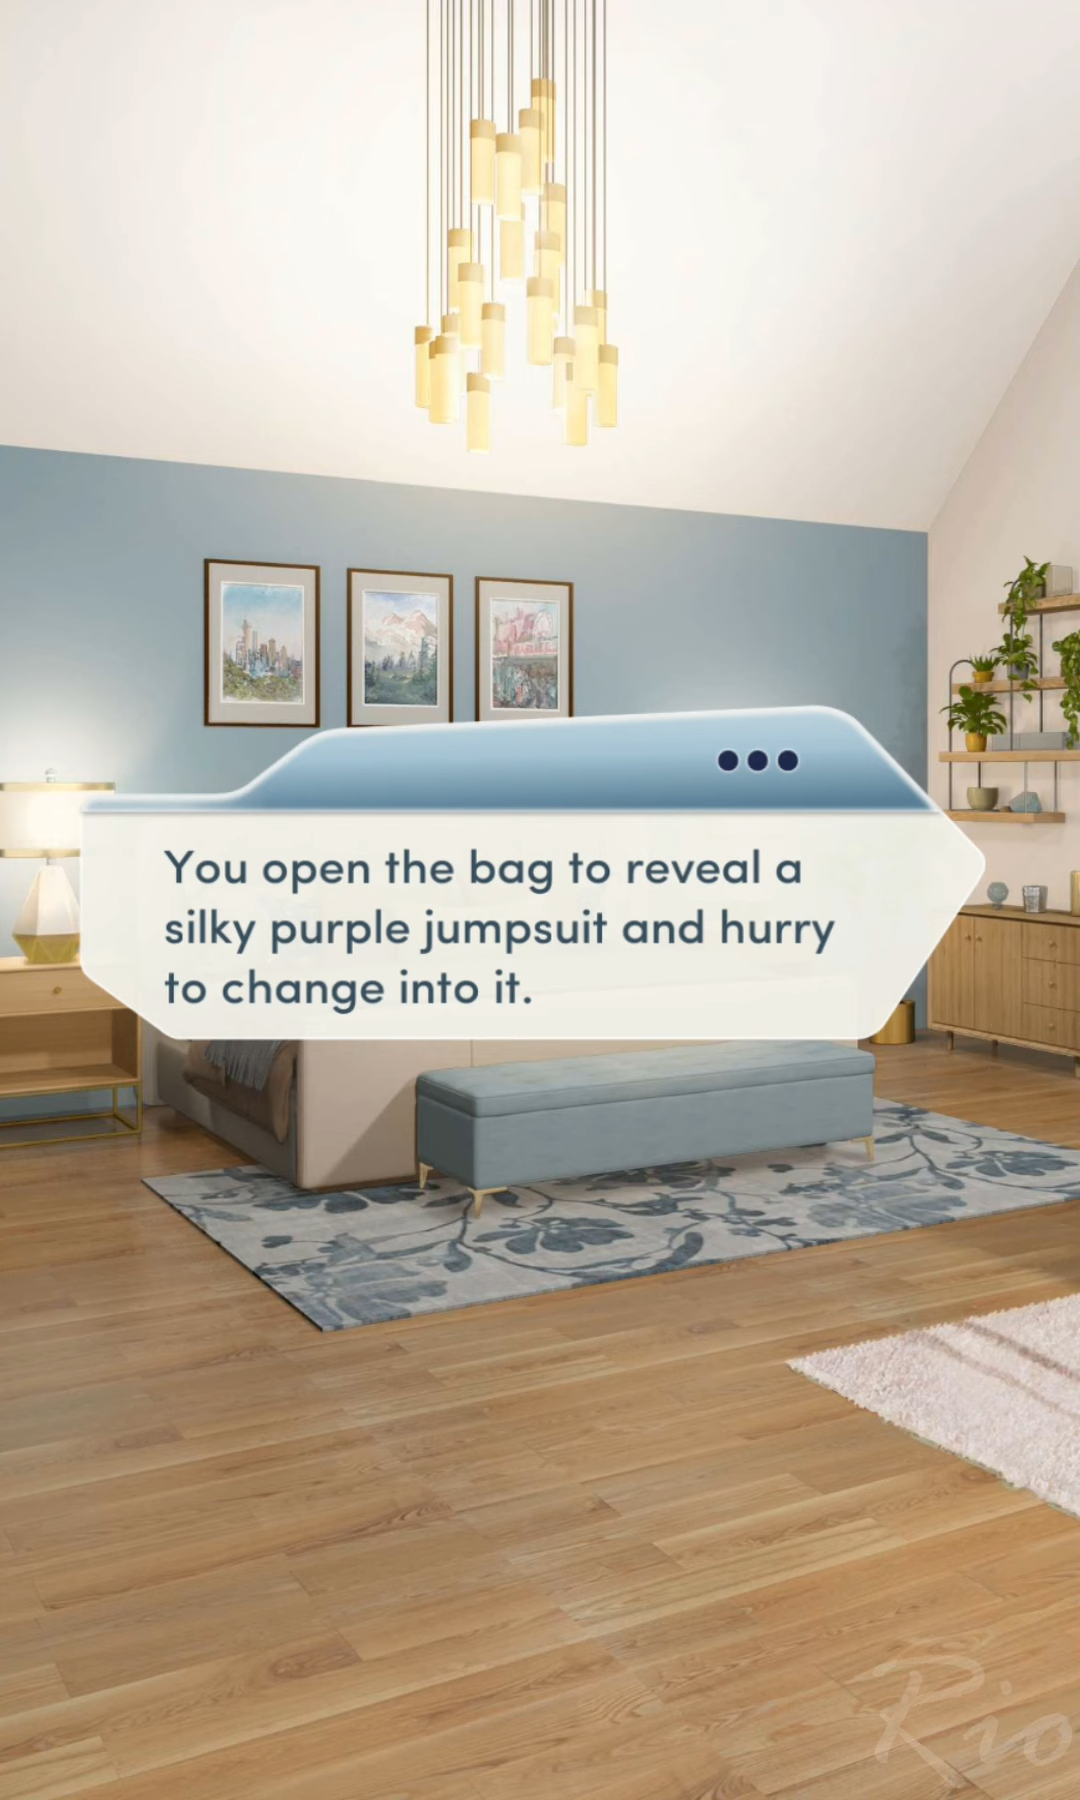 You open the bag to reveal a
silky purple jumpsuit and hurry
to change into it.
Rio